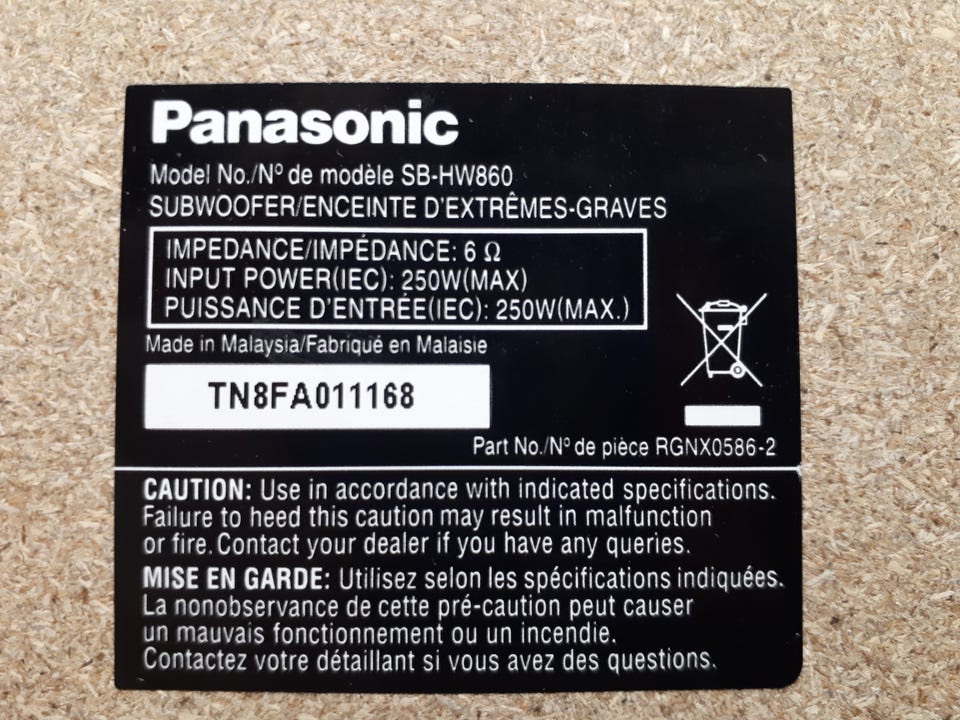 Panasonic
Model No./Nº de modèle SB-HW860
SUBWOOFER/ENCEINTE D'EXTRÊMES-GRAVES
IMPEDANCE/IMPÉDANCE: 6 Ω
INPUT POWER(IEC): 250W(MAX)
PUISSANCE D'ENTRÉE(IEC): 250W(MAX.)
Made in Malaysia/Fabriqué en Malaisie
TN8FA011168
Part No./Nº de pièce RGNX0586-2
CAUTION: Use in accordance with indicated specifications.
Failure to heed this caution may result in malfunction
or fire. Contact your dealer if you have any queries.
MISE EN GARDE: Utilisez selon les spécifications indiquées.
La nonobservance de cette pré-caution peut causer
un mauvais fonctionnement ou un incendie.
Contactez votre détaillant si vous avez des questions.